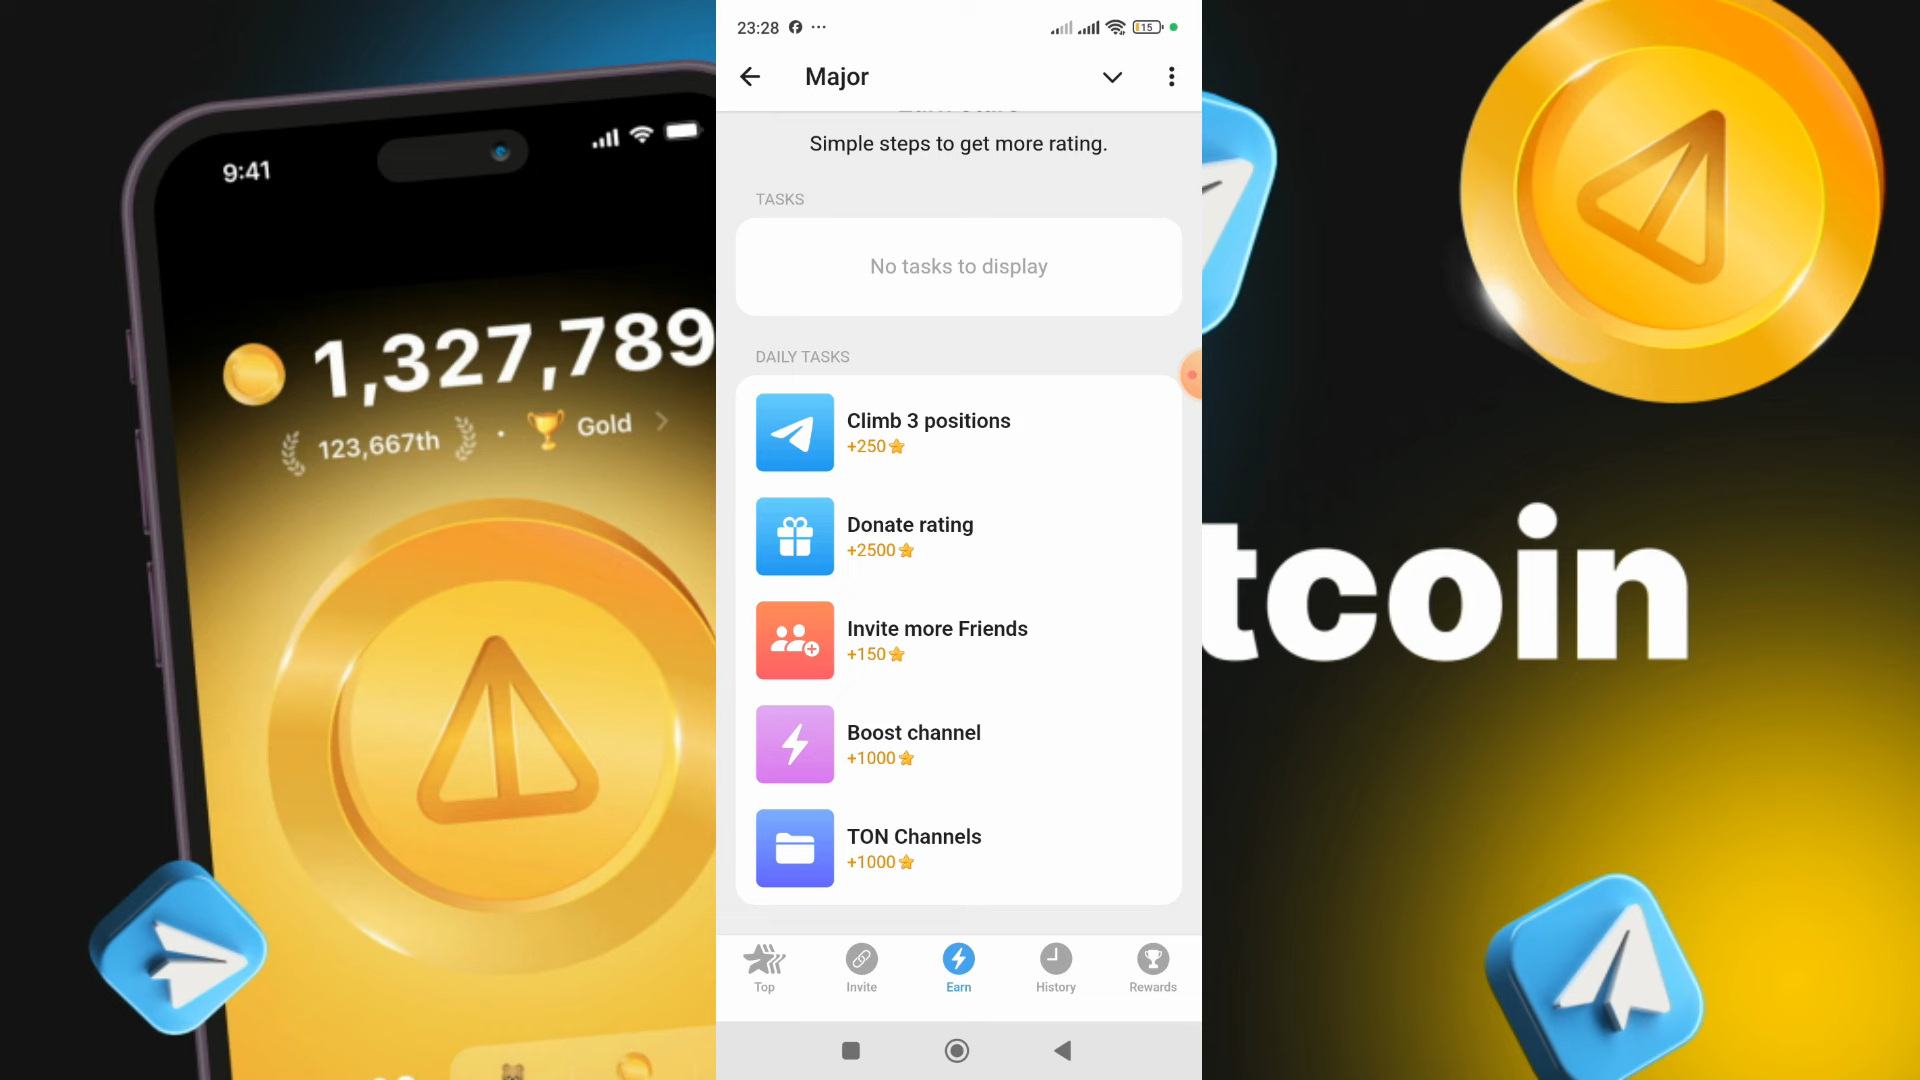 9:41
1,327,789
123,667th · Gold
23:28
15
Major
Simple steps to get more rating.
TASKS
No tasks to display
DAILY TASKS
Climb 3 positions
+250
Donate rating
+2500
Invite more Friends
+150
Boost channel
+1000
TON Channels
+1000
Top
Invite
Earn
History
Rewards
tcoin